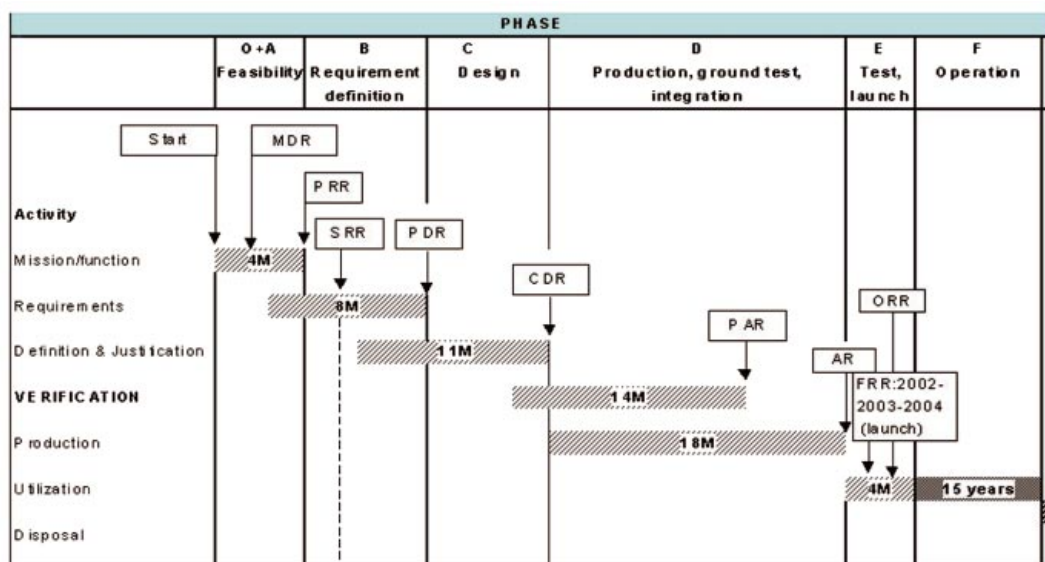 PHASE
O+A
Feasibility
B
Requirement
definition
C
Design
D
Production, ground test,
integration
E
Test,
launch
F
Operation
Start
MDR
PRR
Activity
SRR
PDR
Mission/function
4M
CDR
Requirements
8M
ORR
PAR
Definition & Justification
11M
AR
FRR:2002-
2003-2004
(launch)
VERIFICATION
14M
Production
18M
Utilization
4M
15 years
Disposal